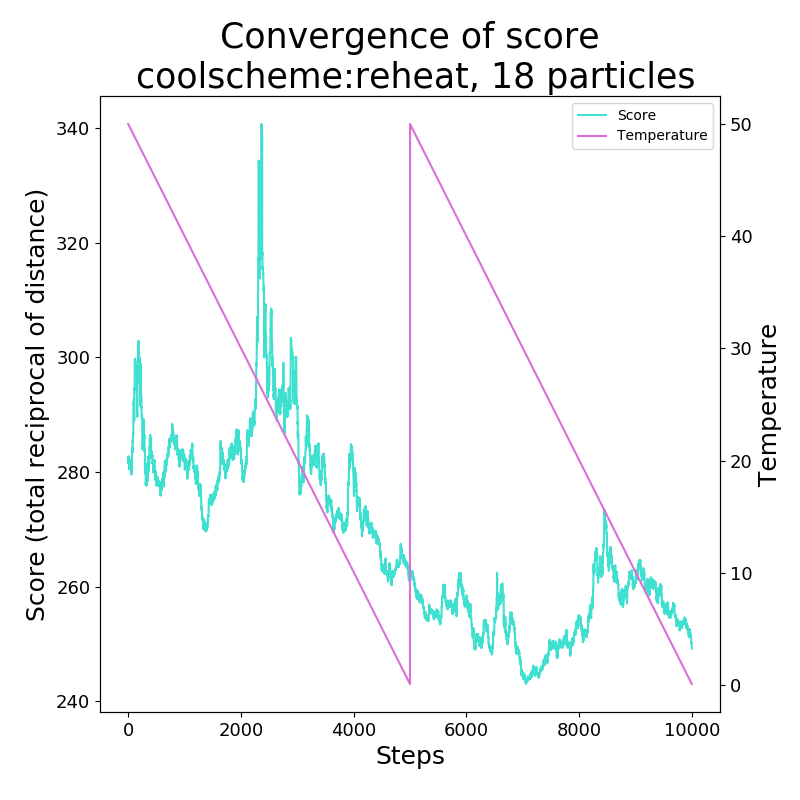 Convergence of score
coolscheme:reheat, 18 particles
Score
Temperature
Score (total reciprocal of distance)
340
320
300
280
260
240
50
40
30
20
10
0
Temperature
0 2000 4000 6000 8000 10000
Steps